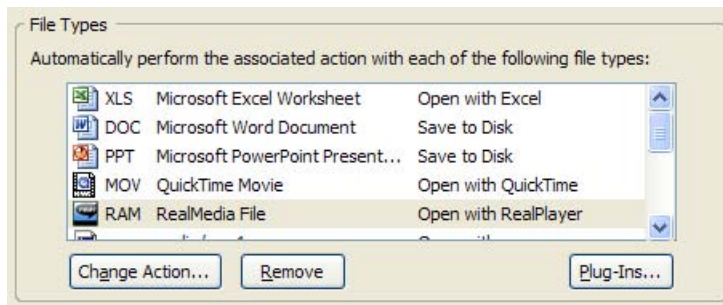 File Types
Automatically perform the associated action with each of the following file types:
XLS Microsoft Excel Worksheet Open with Excel
DOC Microsoft Word Document Save to Disk
PPT Microsoft PowerPoint Present... Save to Disk
MOV QuickTime Movie Open with QuickTime
RAM RealMedia File Open with RealPlayer
Change Action... Remove Plug-Ins...